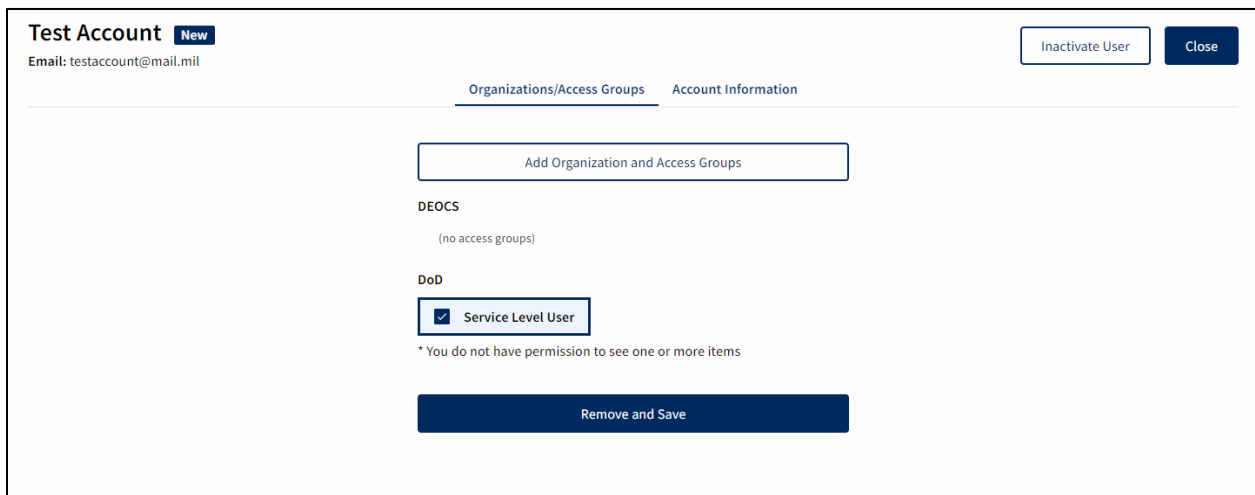 Test Account New
Email: testaccount@mail.mil
Inactivate User
Close
Organizations/Access Groups Account Information
Add Organization and Access Groups
DEOCS
(no access groups)
DoD
Service Level User
* You do not have permission to see one or more items
Remove and Save